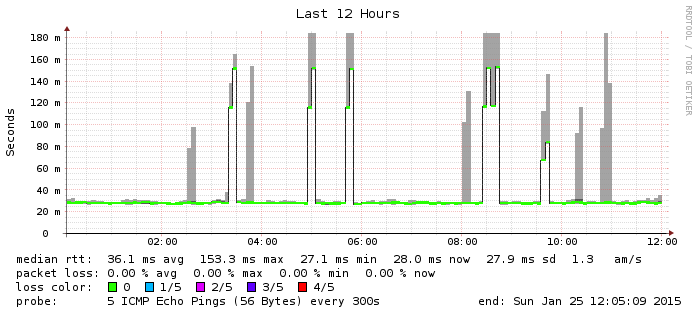 Last 12 Hours
RRDTOOL / TOBI OETIKER
Seconds
180 m
160 m
140 m
120 m
100 m
80 m
60 m
40 m
20 m
0
02:00 04:00 06:00 08:00 10:00 12:00
median rtt: 36.1 ms avg 153.3 ms max 27.1 ms min 28.0 ms now 27.9 ms sd 1.3 am/s
packet loss: 0.00 % avg 0.00 % max 0.00 % min 0.00 % now
loss color: 0 1/5 2/5 3/5 4/5
probe: 5 ICMP Echo Pings (56 Bytes) every 300s end: Sun Jan 25 12:05:09 2015